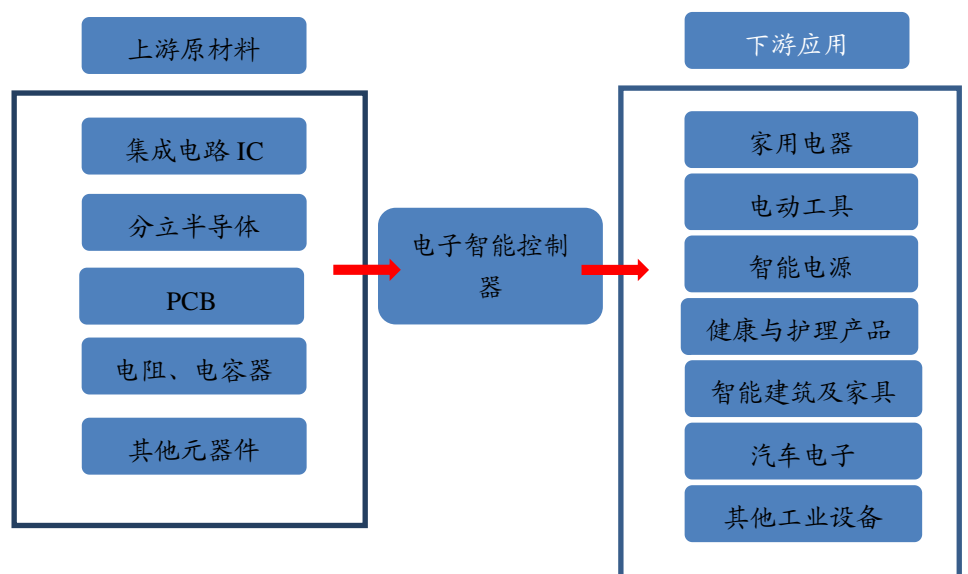 上游原材料
集成电路 IC
分立半导体
PCB
电阻、电容器
其他元器件
电子智能控制
器
下游应用
家用电器
电动工具
智能电源
健康与护理产品
智能建筑及家具
汽车电子
其他工业设备